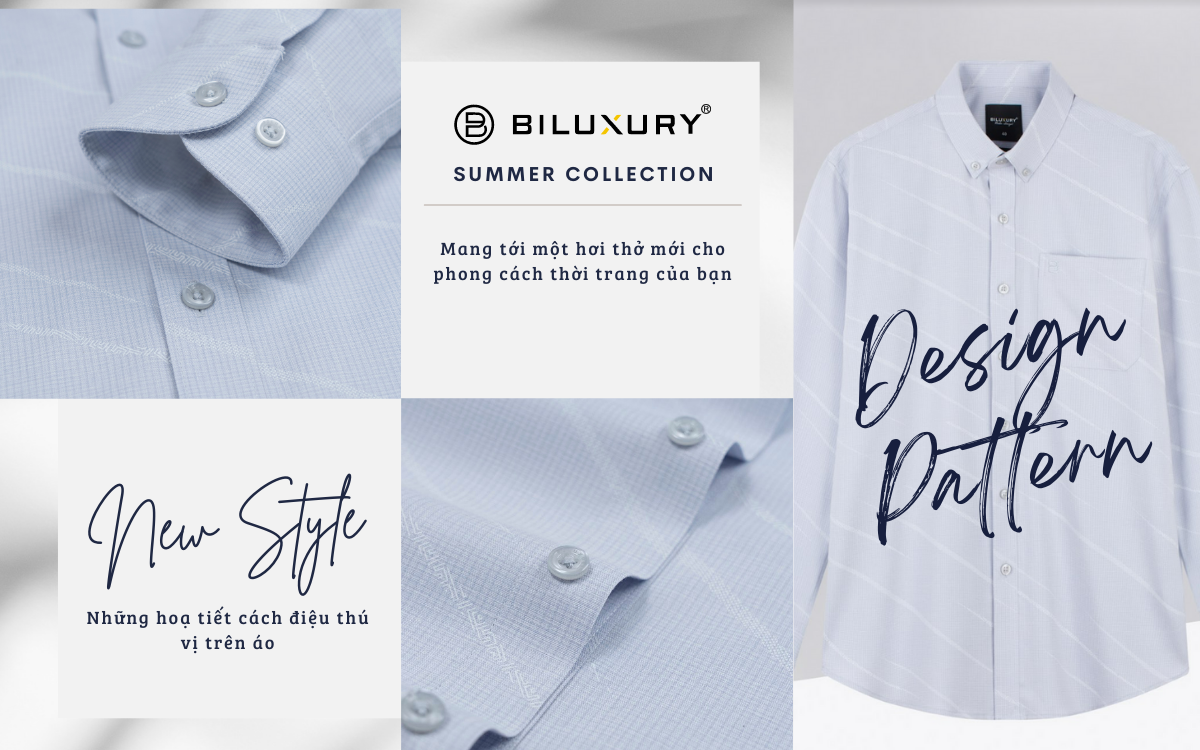 BILUXURY®
SUMMER COLLECTION
Mang tới một hơi thở mới cho
phong cách thời trang của bạn
New Style
Những hoạ tiết cách điệu thú
vị trên áo
BILUXURY
Design
Pattern